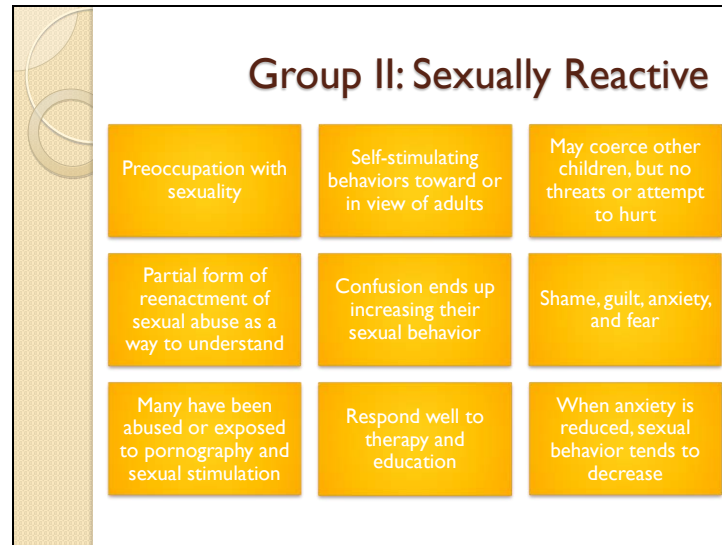 Group II: Sexually Reactive
Preoccupation with
sexuality
Self-stimulating
behaviors toward or
in view of adults
May coerce other
children, but no
threats or attempt
to hurt
Partial form of
reenactment of
sexual abuse as a
way to understand
Confusion ends up
increasing their
sexual behavior
Shame, guilt, anxiety,
and fear
Many have been
abused or exposed
to pornography and
sexual stimulation
Respond well to
therapy and
education
When anxiety is
reduced, sexual
behavior tends to
decrease